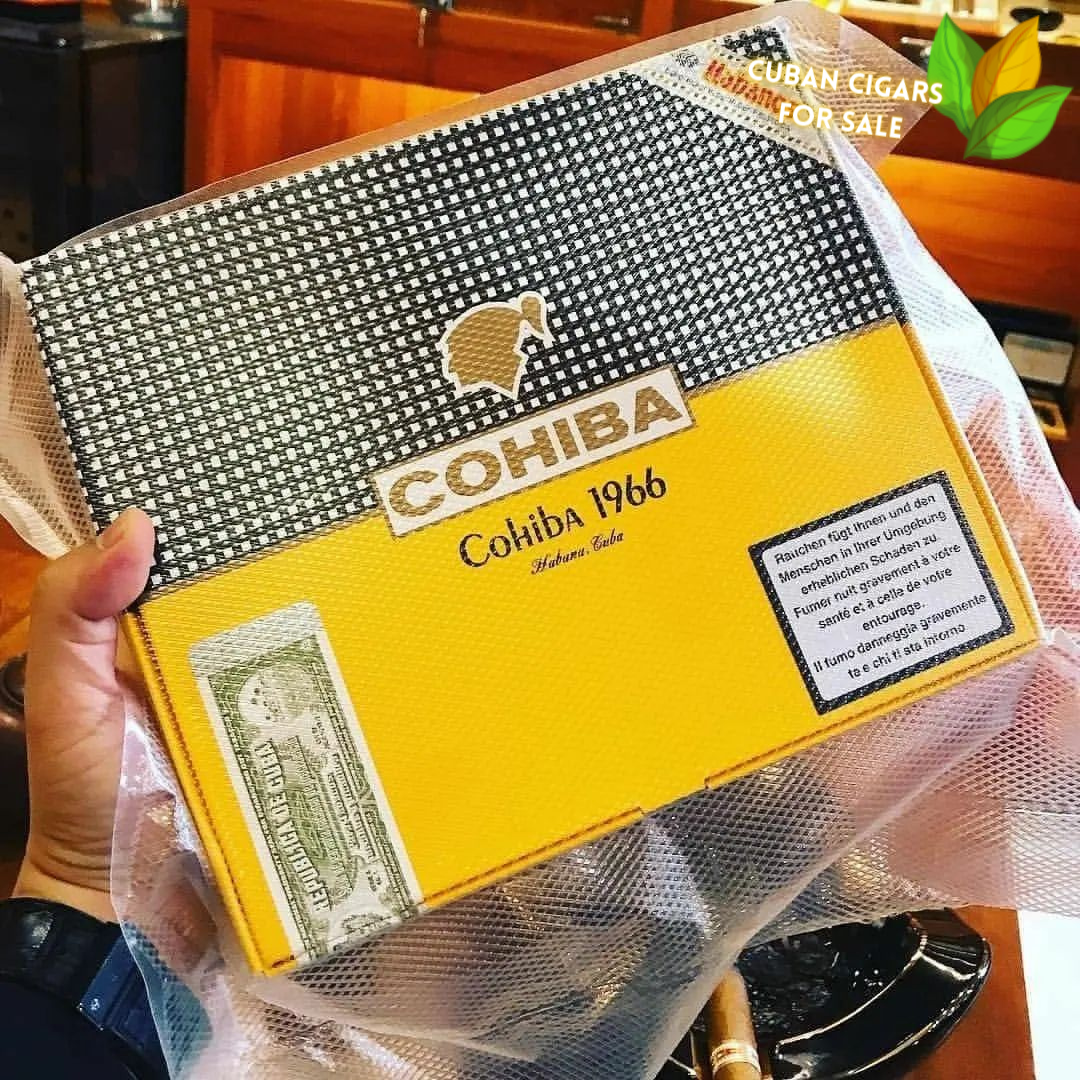 CUBAN CIGARS
FOR SALE
Habanos
COHIBA
Cohiba 1966
Habana, Cuba
Rauchen fügt Ihnen und den
Menschen in Ihrer Umgebung
erheblichen Schaden zu.
Fumer nuit gravement à votre
santé et à celle de votre
entourage.
Il fumo danneggia gravemente
te e chi ti sta intorno
REPUBLICA DE CUBA